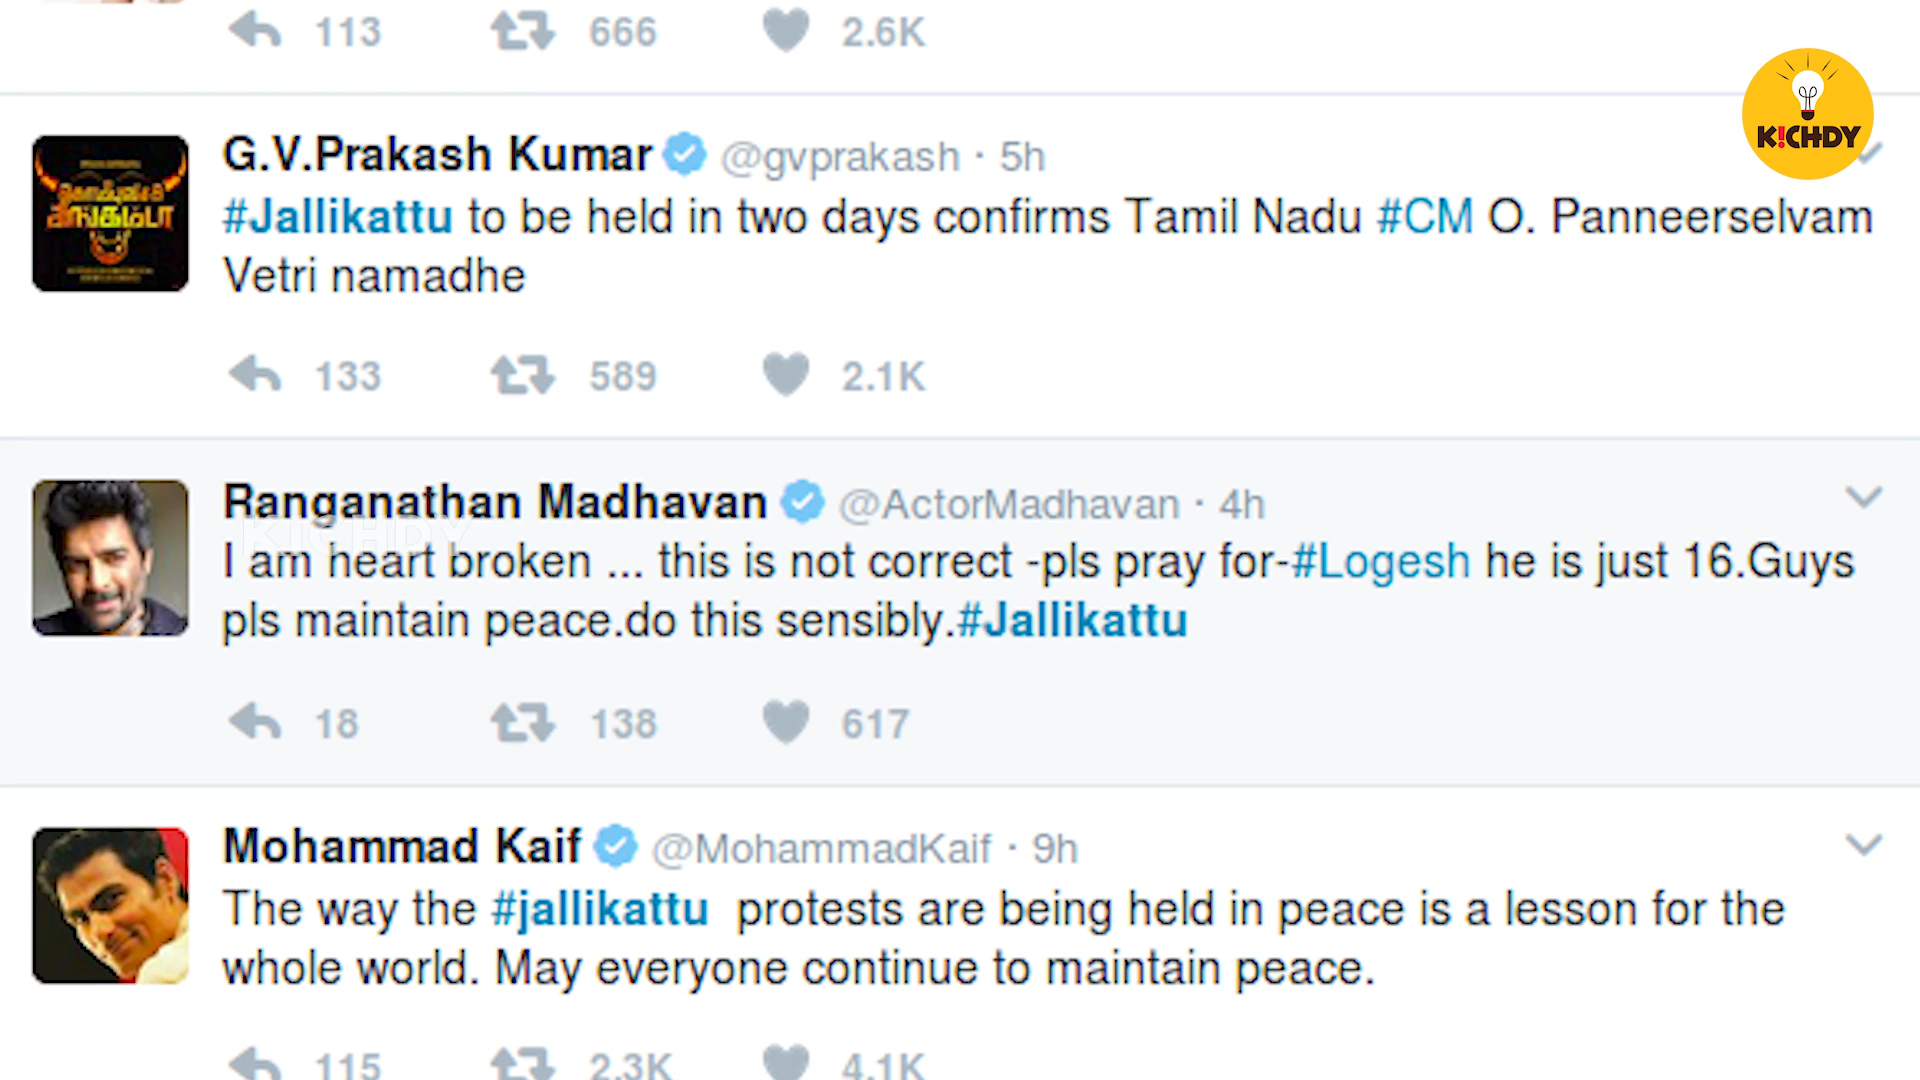 113 666 2.6K
K!CHDY
G.V.Prakash Kumar @gvprakash · 5h
#Jallikattu to be held in two days confirms Tamil Nadu #CM O. Panneerselvam
Vetri namadhe
133 589 2.1K
Ranganathan Madhavan @ActorMadhavan · 4h
KICHDY
I am heart broken ... this is not correct -pls pray for-#Logesh he is just 16.Guys
pls maintain peace.do this sensibly.#Jallikattu
18 138 617
Mohammad Kaif @MohammadKaif · 9h
The way the #jallikattu protests are being held in peace is a lesson for the
whole world. May everyone continue to maintain peace.
115 2.3K 4.1K